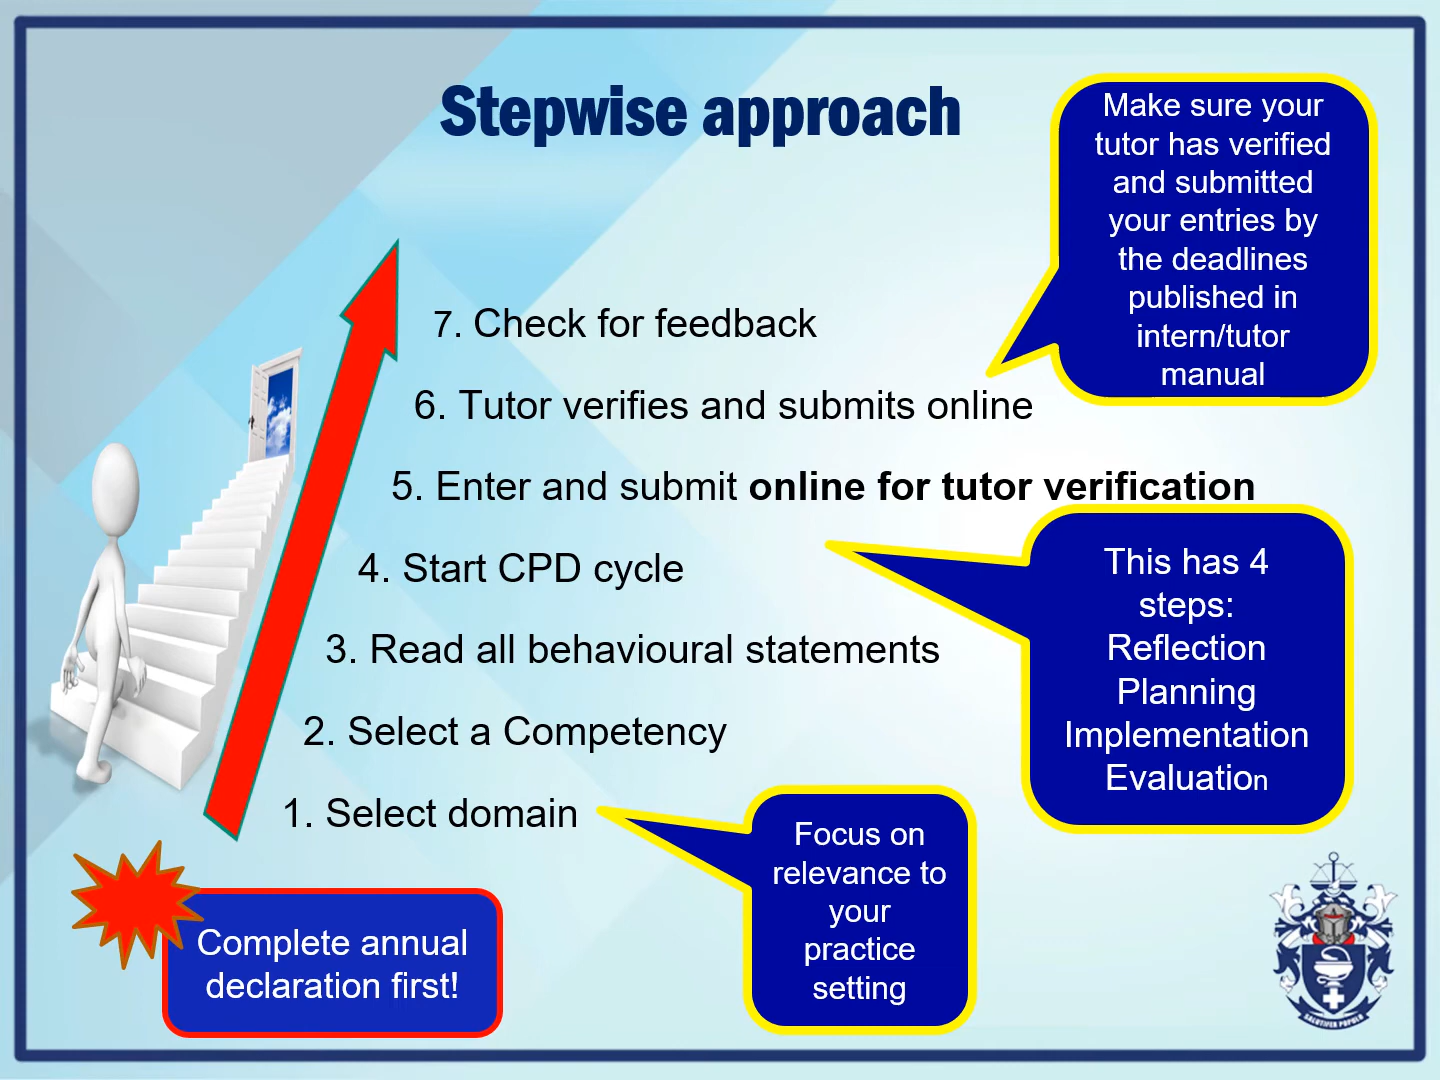 Stepwise approach
Make sure your
tutor has verified
and submitted
your entries by
the deadlines
published in
intern/tutor
manual
7. Check for feedback
6. Tutor verifies and submits online
5. Enter and submit online for tutor verification
4. Start CPD cycle
This has 4
steps:
Reflection
Planning
Implementation
Evaluation
3. Read all behavioural statements
2. Select a Competency
1. Select domain
Focus on
relevance to
your
practice
setting
Complete annual
declaration first!
SALUTIFER POPULO